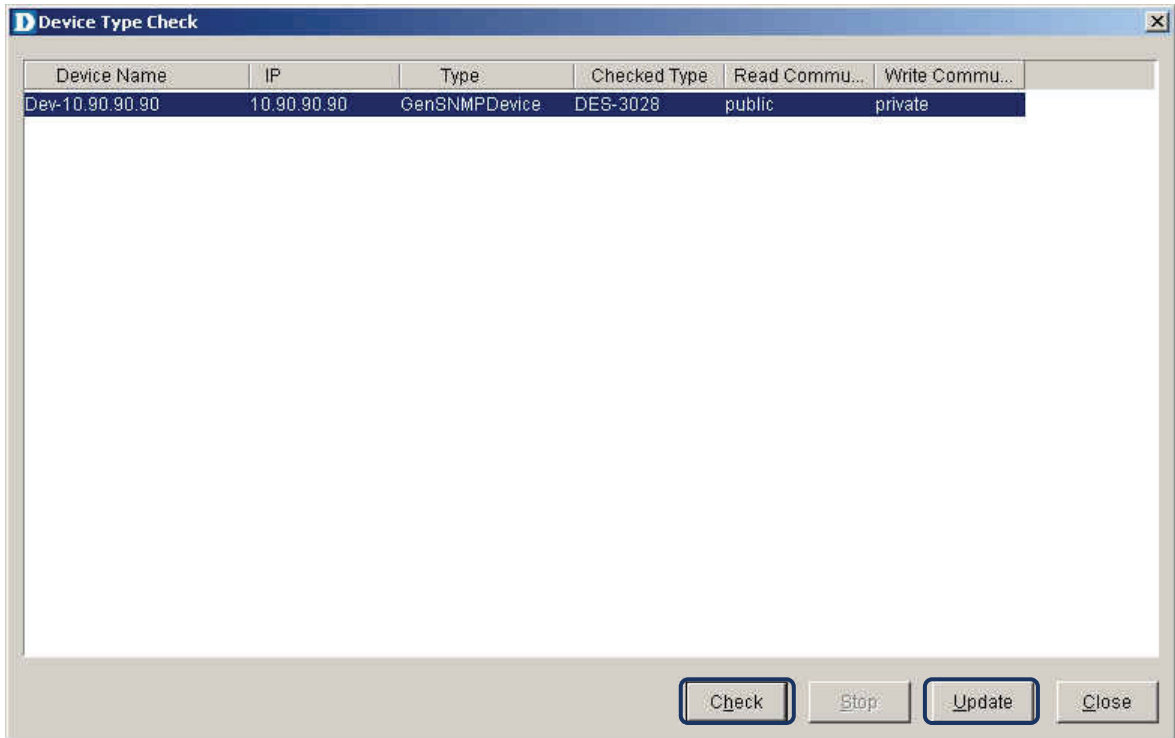 D Device Type Check
Device Name IP Type Checked Type Read Commu... Write Commu...
Dev-10.90.90.90 10.90.90.90 GenSNMPDevice DES-3028 public private
Check Stop Update Close